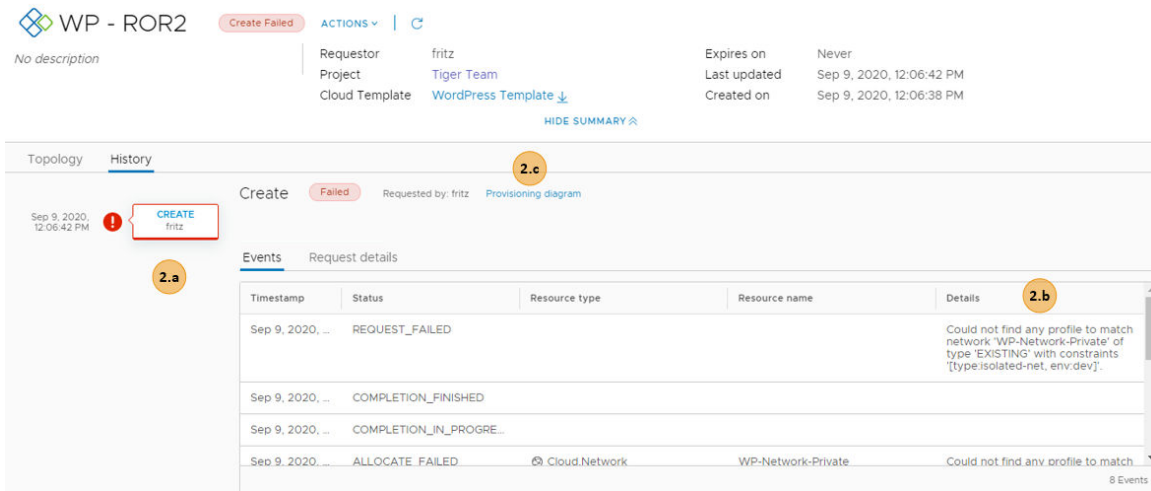 WP - ROR2 Create Failed ACTIONS
No description
Requestor fritz
Project Tiger Team
Cloud Template WordPress Template
Expires on Never
Last updated Sep 9, 2020, 12:06:42 PM
Created on Sep 9, 2020, 12:06:38 PM
HIDE SUMMARY
Topology History
2.c
Create Failed Requested by: fritz Provisioning diagram
Sep 9, 2020,
12:06:42 PM
CREATE
fritz
2.a
Events Request details
2.b
Timestamp Status Resource type Resource name Details
Sep 9, 2020, ... REQUEST_FAILED
Could not find any profile to match
network 'WP-Network-Private' of
type 'EXISTING' with constraints
'[type:isolated-net, env:dev]'.
Sep 9, 2020, ... COMPLETION_FINISHED
Sep 9, 2020, ... COMPLETION_IN_PROGRE...
Sep 9, 2020, ... ALLOCATE_FAILED Cloud.Network WP-Network-Private Could not find any profile to match
8 Events